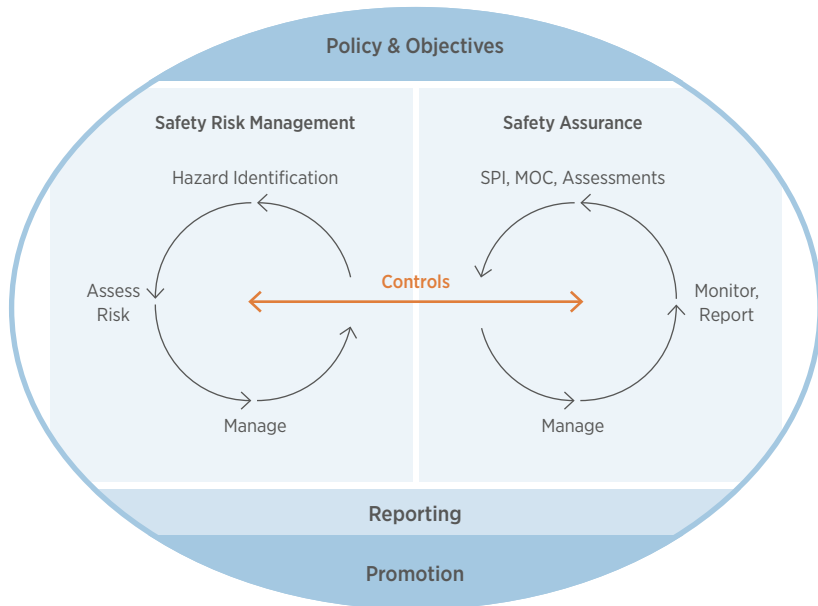 Policy & Objectives
Safety Risk Management
Hazard Identification
Assess
Risk
Manage
Controls
Safety Assurance
SPI, MOC, Assessments
Monitor,
Report
Manage
Reporting
Promotion